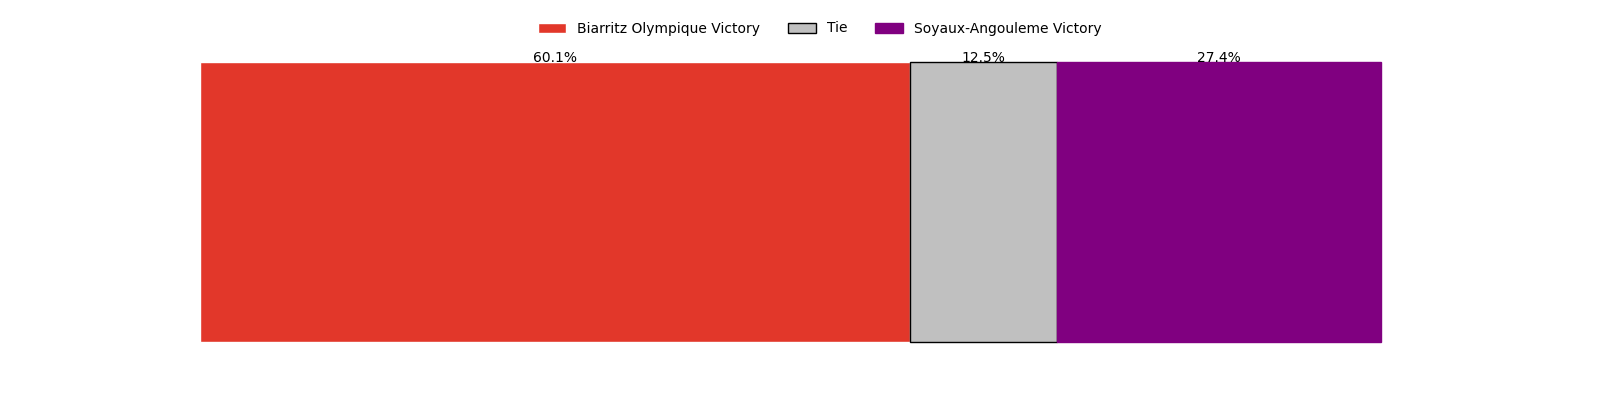 Biarritz Olympique Victory Tie Soyaux-Angouleme Victory
60.1% 12.5% 27.4%